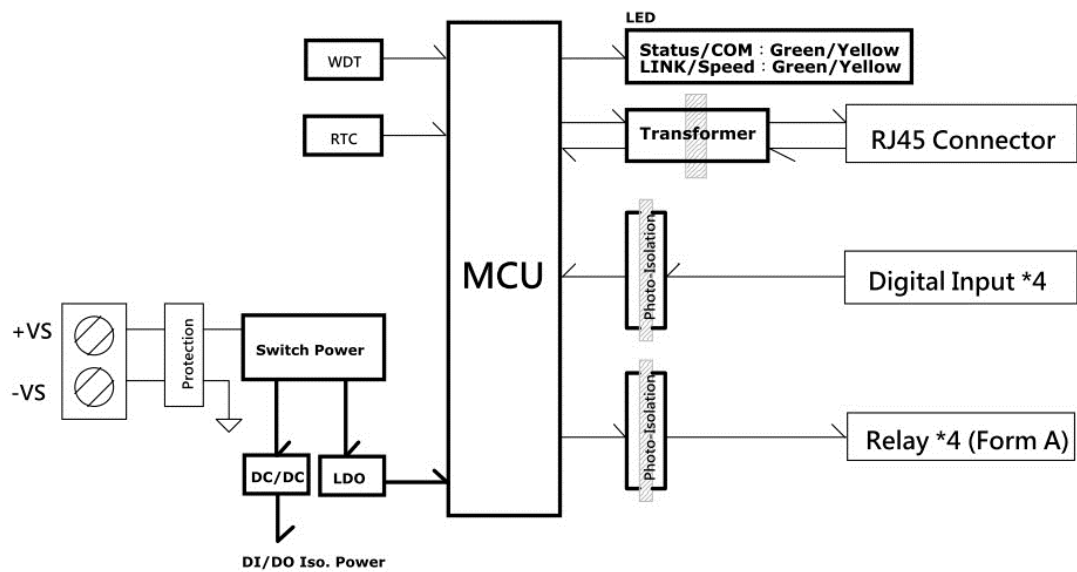 LED
Status/COM：Green/Yellow
LINK/Speed：Green/Yellow
WDT
RTC
Transformer
RJ45 Connector
MCU
Photo-Isolation
Digital Input *4
+VS
-VS
Protection
Switch Power
Photo-Isolation
Relay *4 (Form A)
DC/DC
LDO
DI/DO Iso. Power